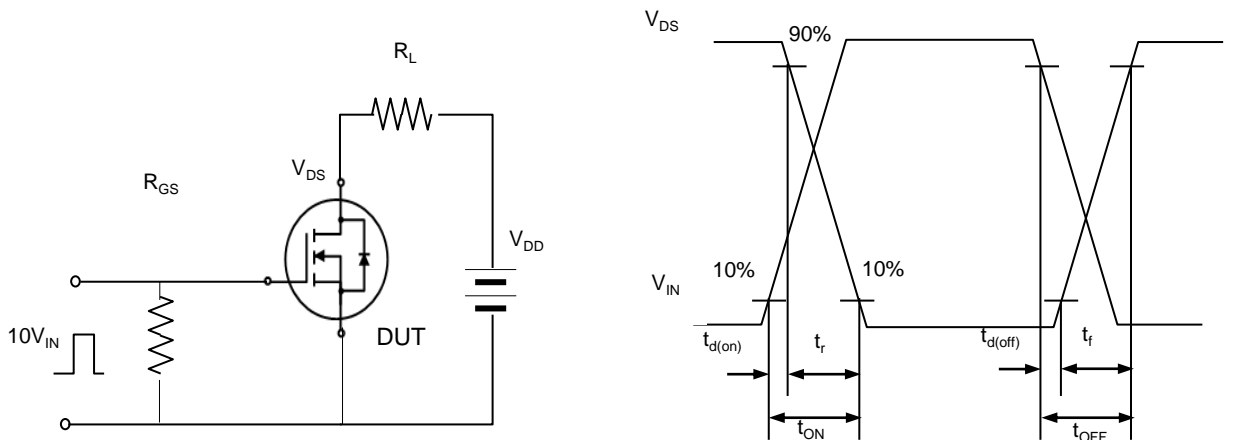 R_L
R_GS
V_DS
V_DD
10V_IN
DUT
V_DS
90%
10%
10%
V_IN
t_d(on)
t_r
t_d(off)
t_f
t_ON
t_OFF